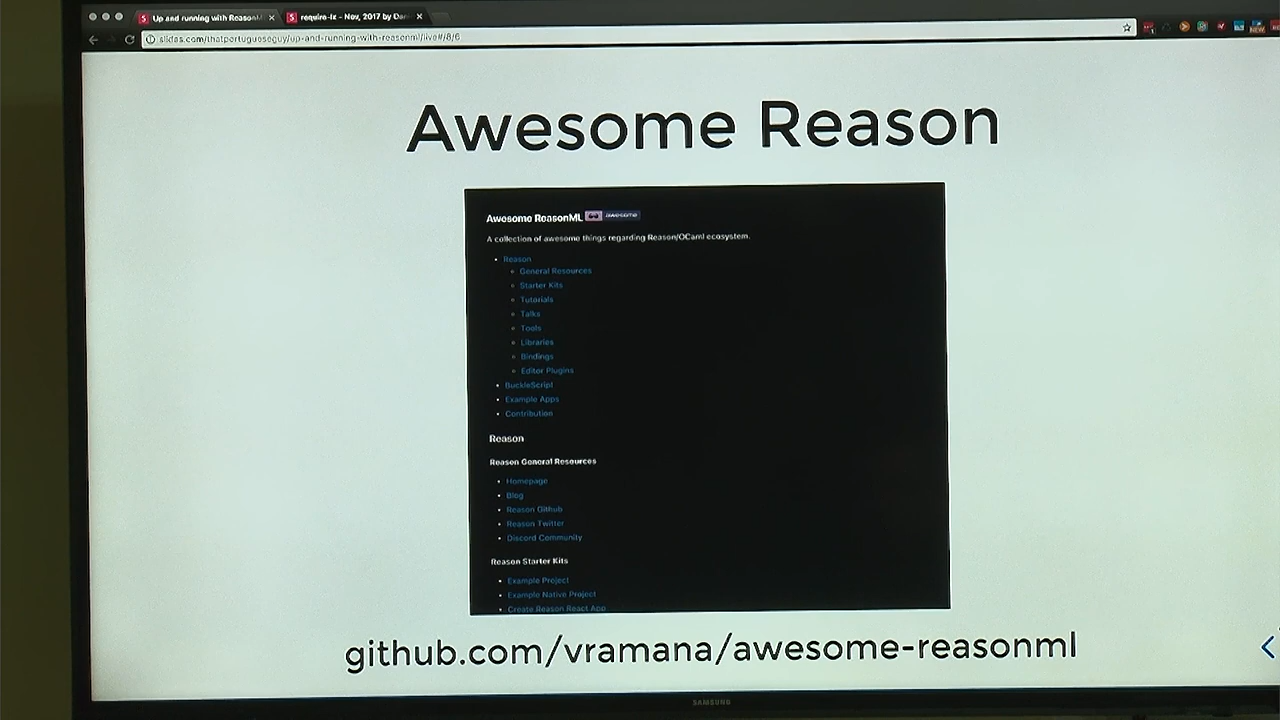 Up and running with ReasonM
require-lx - Nov, 2017 by Da
slides.com/thatportugueseguy/up-and-running-with-reasonml/live#/8/6
Awesome Reason
Awesome ReasonML awesome
A collection of awesome things regarding Reason/OCaml ecosystem.
Reason
General Resources
Starter Kits
Tutorials
Talks
Tools
Libraries
Bindings
Editor Plugins
BuckleScript
Example Apps
Contribution
Reason
Reason General Resources
Homepage
Blog
Reason Github
Reason Twitter
Discord Community
Reason Starter Kits
Example Project
Example Native Project
Create Reason React App
github.com/vramana/awesome-reasonml
SAMSUNG